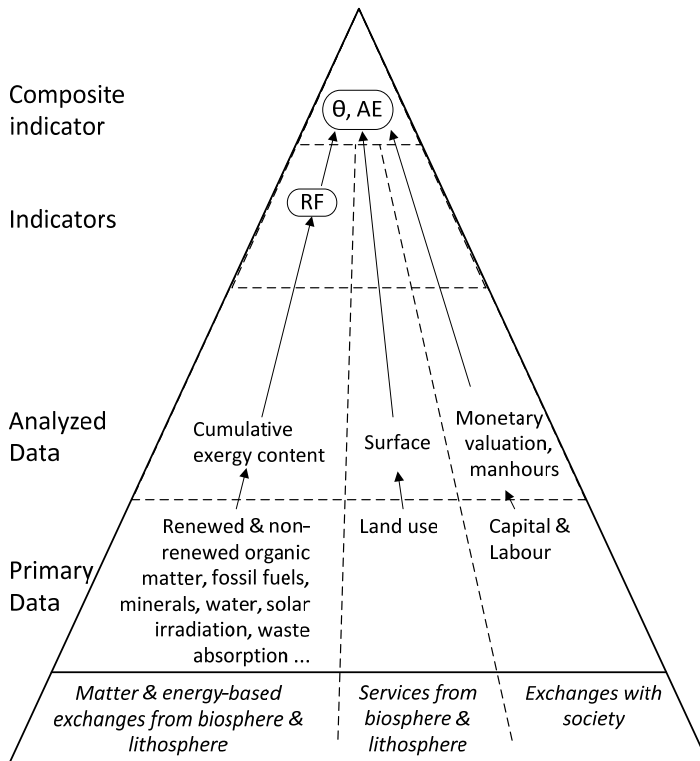 Composite
indicator
θ, AE
Indicators
RF
Analyzed
Data
Cumulative
exergy content
Surface
Monetary
valuation,
manhours
Primary
Data
Renewed & non-
renewed organic
matter, fossil fuels,
minerals, water, solar
irradiation, waste
absorption ...
Land use
Capital &
Labour
Matter & energy-based
exchanges from biosphere &
lithosphere
Services from
biosphere &
lithosphere
Exchanges with
society